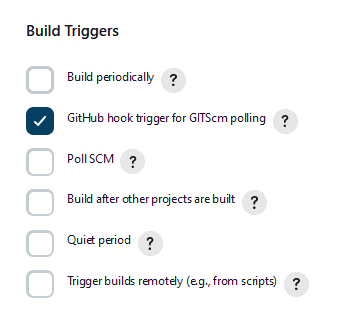 Build Triggers
Build periodically ?
GitHub hook trigger for GITScm polling ?
Poll SCM ?
Build after other projects are built ?
Quiet period ?
Trigger builds remotely (e.g., from scripts) ?